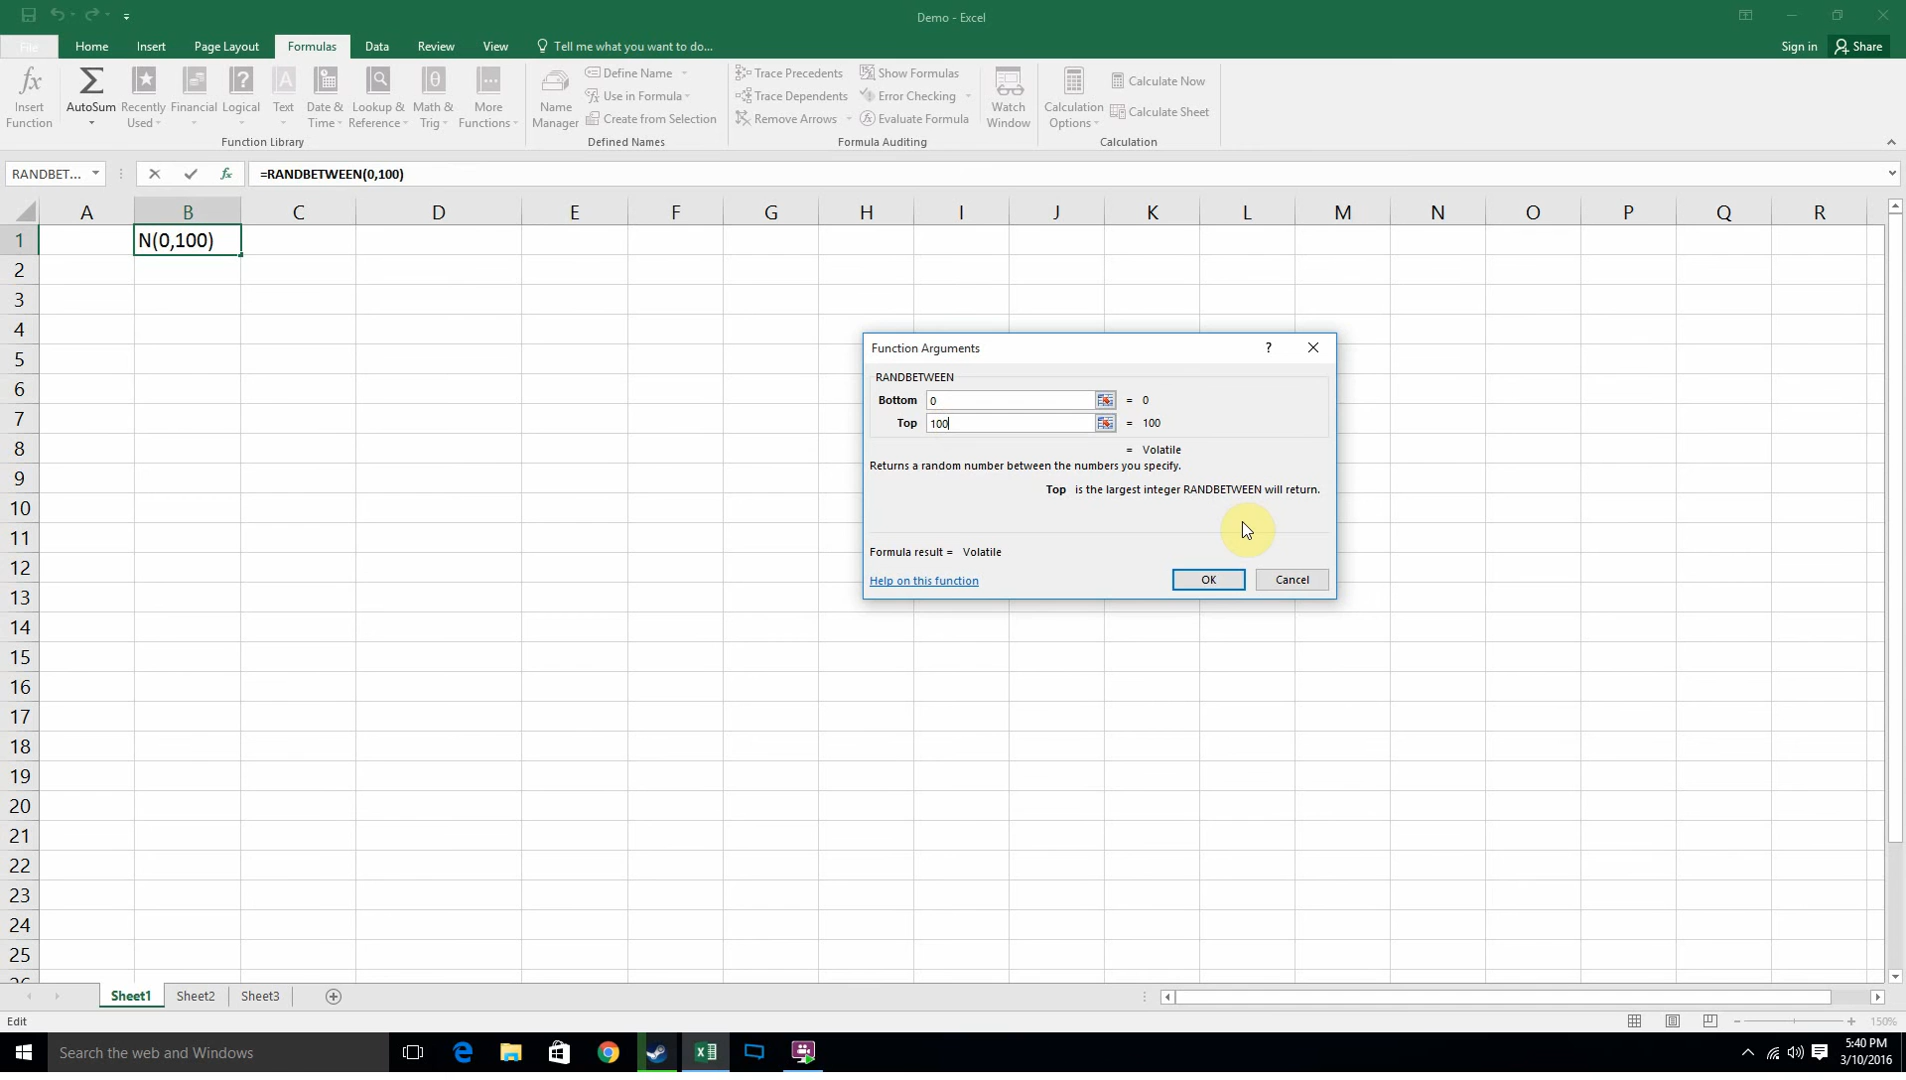 Demo - Excel
File Home Insert Page Layout Formulas Data Review View Tell me what you want to do... Sign in Share
Insert Function
AutoSum
Recently Used
Financial
Logical
Text
Date & Time
Lookup & Reference
Math & Trig
More Functions
Function Library
Name Manager
Define Name
Use in Formula
Create from Selection
Defined Names
Trace Precedents
Trace Dependents
Remove Arrows
Show Formulas
Error Checking
Evaluate Formula
Formula Auditing
Watch Window
Calculation Options
Calculate Now
Calculate Sheet
Calculation
RANDBET... fx =RANDBETWEEN(0,100)
A B C D E F G H I J K L M N O P Q R
1 N(0,100)
2
3
4
5
6
7
8
9
10
11
12
13
14
15
16
17
18
19
20
21
22
23
24
25
26
Function Arguments ?
RANDBETWEEN
Bottom 0 = 0
Top 100 = 100
= Volatile
Returns a random number between the numbers you specify.
Top is the largest integer RANDBETWEEN will return.
Formula result = Volatile
Help on this function OK Cancel
Sheet1 Sheet2 Sheet3
Edit 150%
Search the web and Windows
5:40 PM
3/10/2016